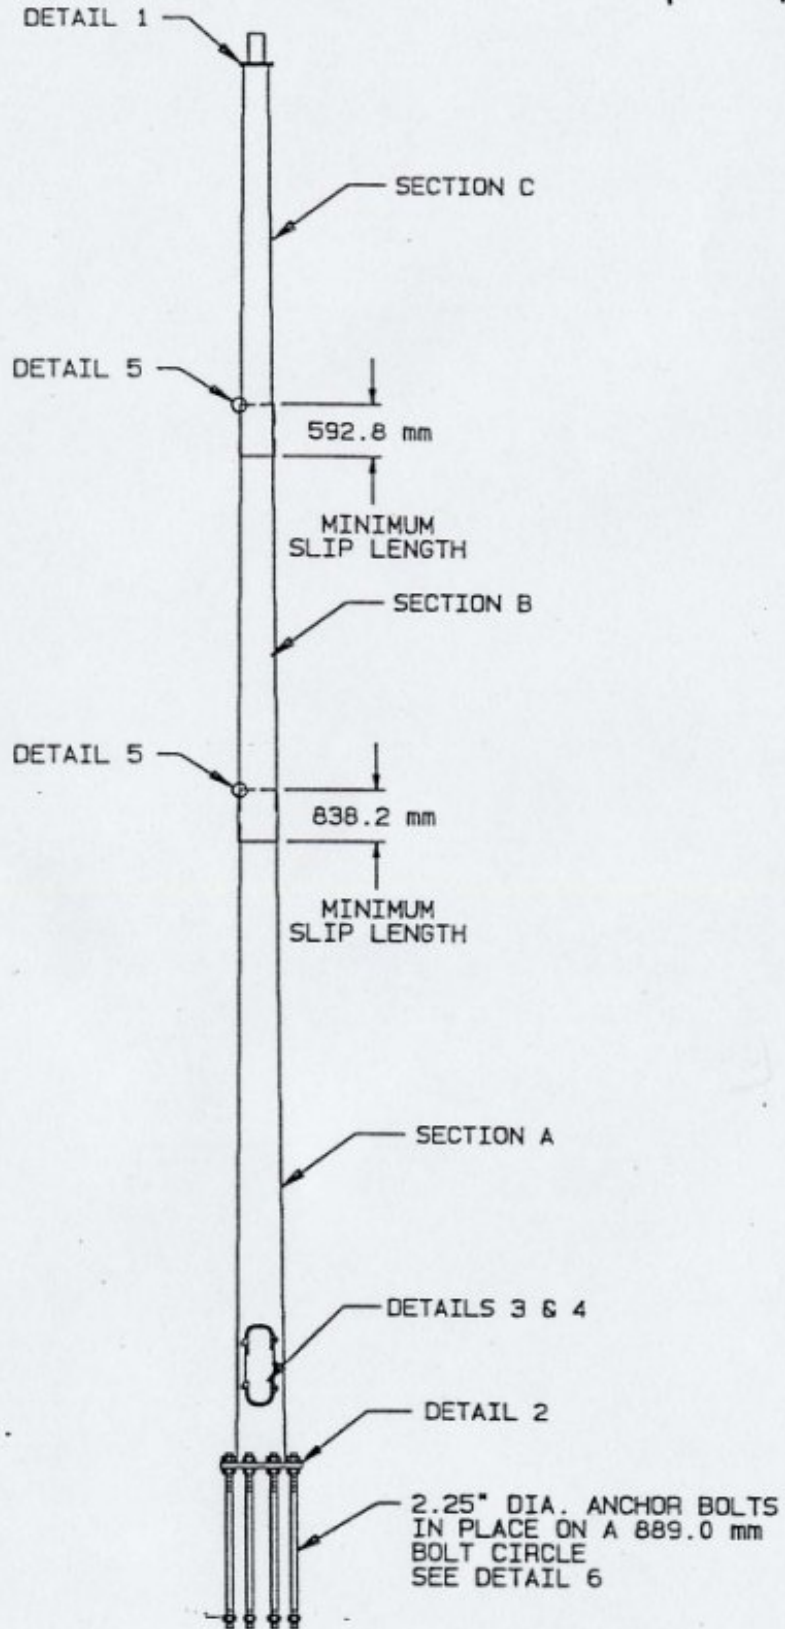 DETAIL 1
SECTION C
DETAIL 5
592.8 mm
MINIMUM
SLIP LENGTH
SECTION B
DETAIL 5
838.2 mm
MINIMUM
SLIP LENGTH
SECTION A
DETAILS 3 & 4
DETAIL 2
2.25" DIA. ANCHOR BOLTS
IN PLACE ON A 889.0 mm
BOLT CIRCLE
SEE DETAIL 6